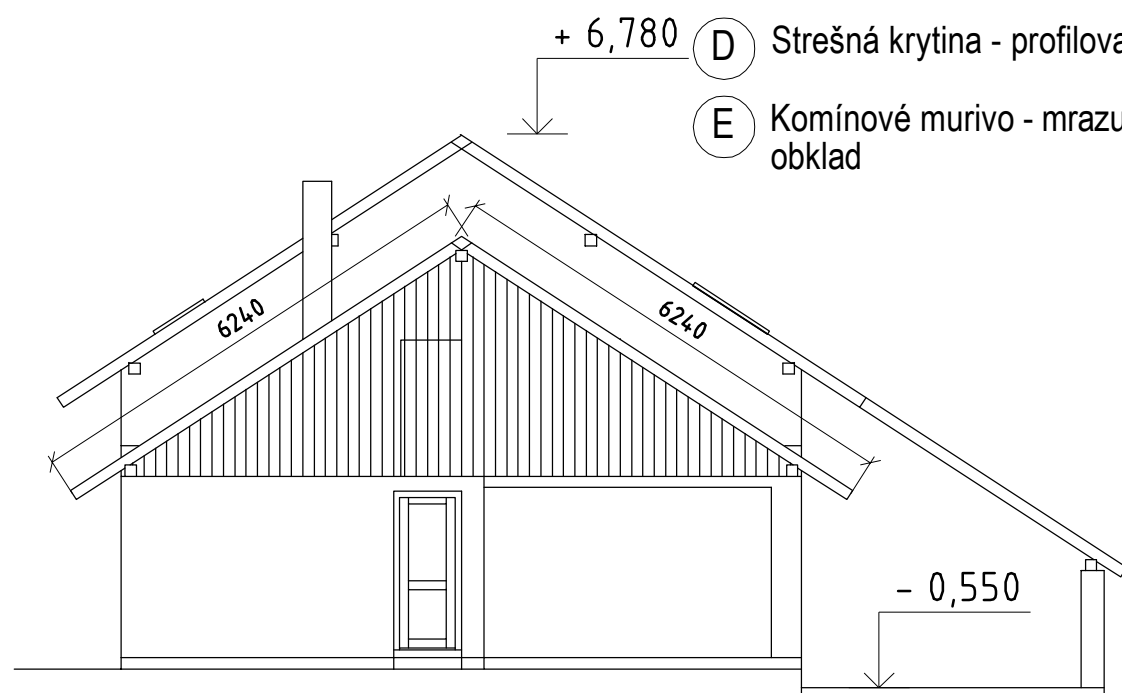 + 6,780
D Strešná krytina - profilova
E Komínové murivo - mrazu
obklad
6240
6240
- 0,550